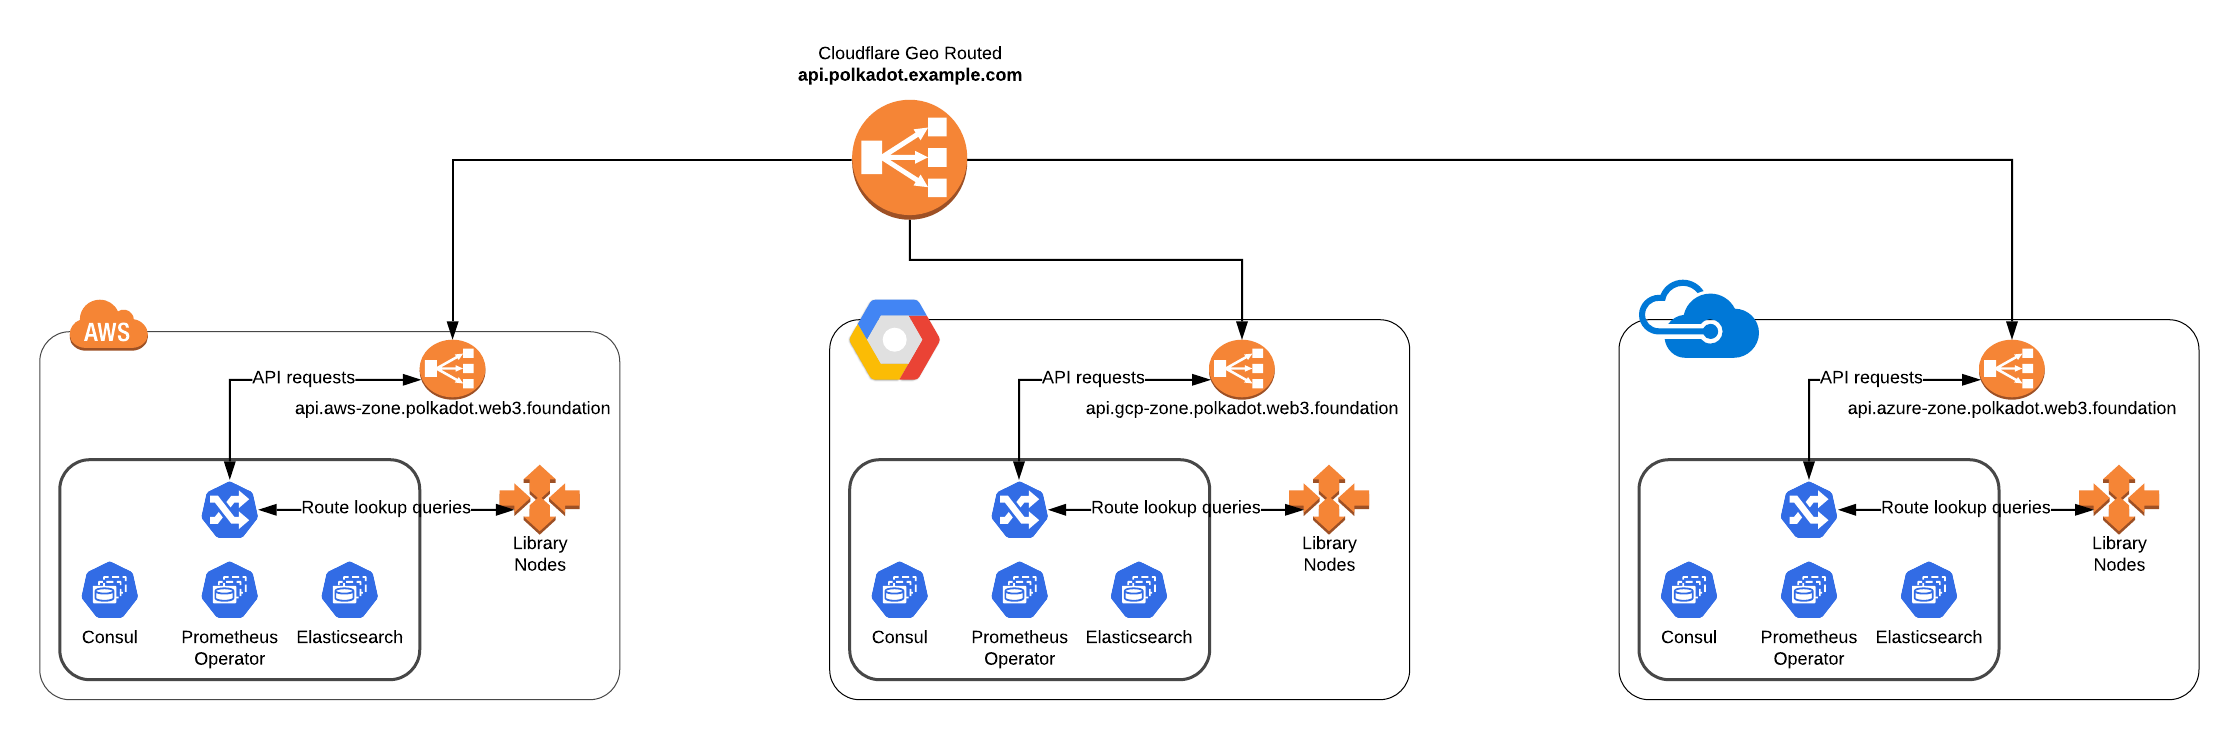 Cloudflare Geo Routed
api.polkadot.example.com
AWS
API requests
api.aws-zone.polkadot.web3.foundation
Route lookup queries
Library
Nodes
Consul
Prometheus
Operator
Elasticsearch
API requests
api.gcp-zone.polkadot.web3.foundation
Route lookup queries
Library
Nodes
Consul
Prometheus
Operator
Elasticsearch
API requests
api.azure-zone.polkadot.web3.foundation
Route lookup queries
Library
Nodes
Consul
Prometheus
Operator
Elasticsearch